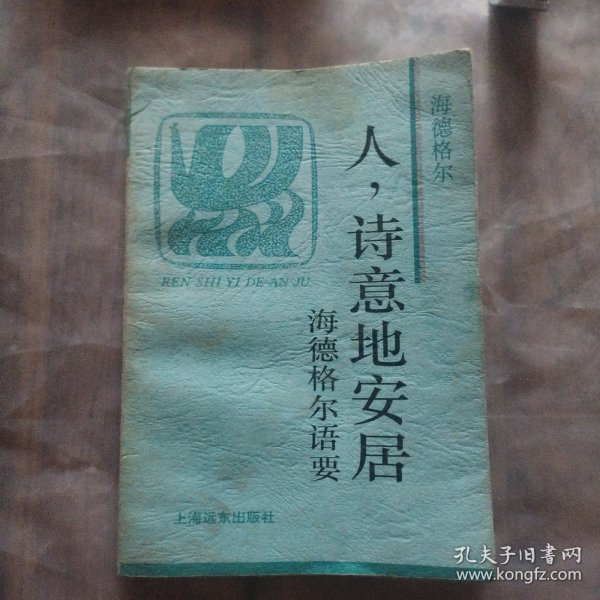 海德格尔
人，诗意地安居
海德格尔语要
REN SHI YI DE AN JU
上海远东出版社
孔夫子旧书网
www.kongfz.com